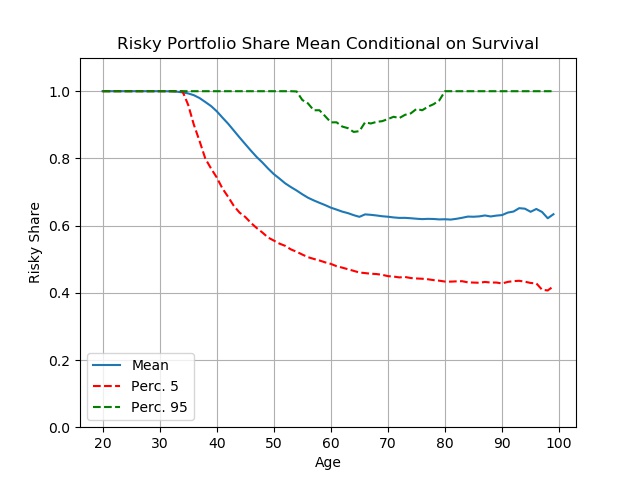 Risky Portfolio Share Mean Conditional on Survival
Risky Share
1.0
0.8
0.6
0.4
0.2
0.0
Mean
Perc. 5
Perc. 95
20 30 40 50 60 70 80 90 100
Age